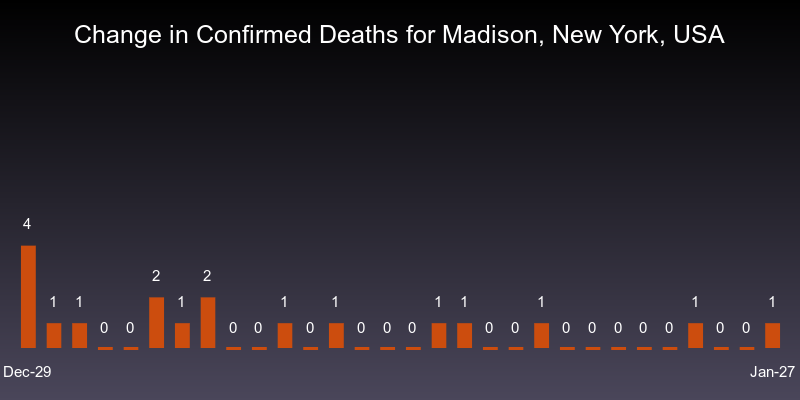 Change in Confirmed Deaths for Madison, New York, USA
4
2 2
1 1 1 1 1 1 1 1 1 1
0 0 0 0 0 0 0 0 0 0 0 0 0 0 0 0 0
Dec-29 Jan-27